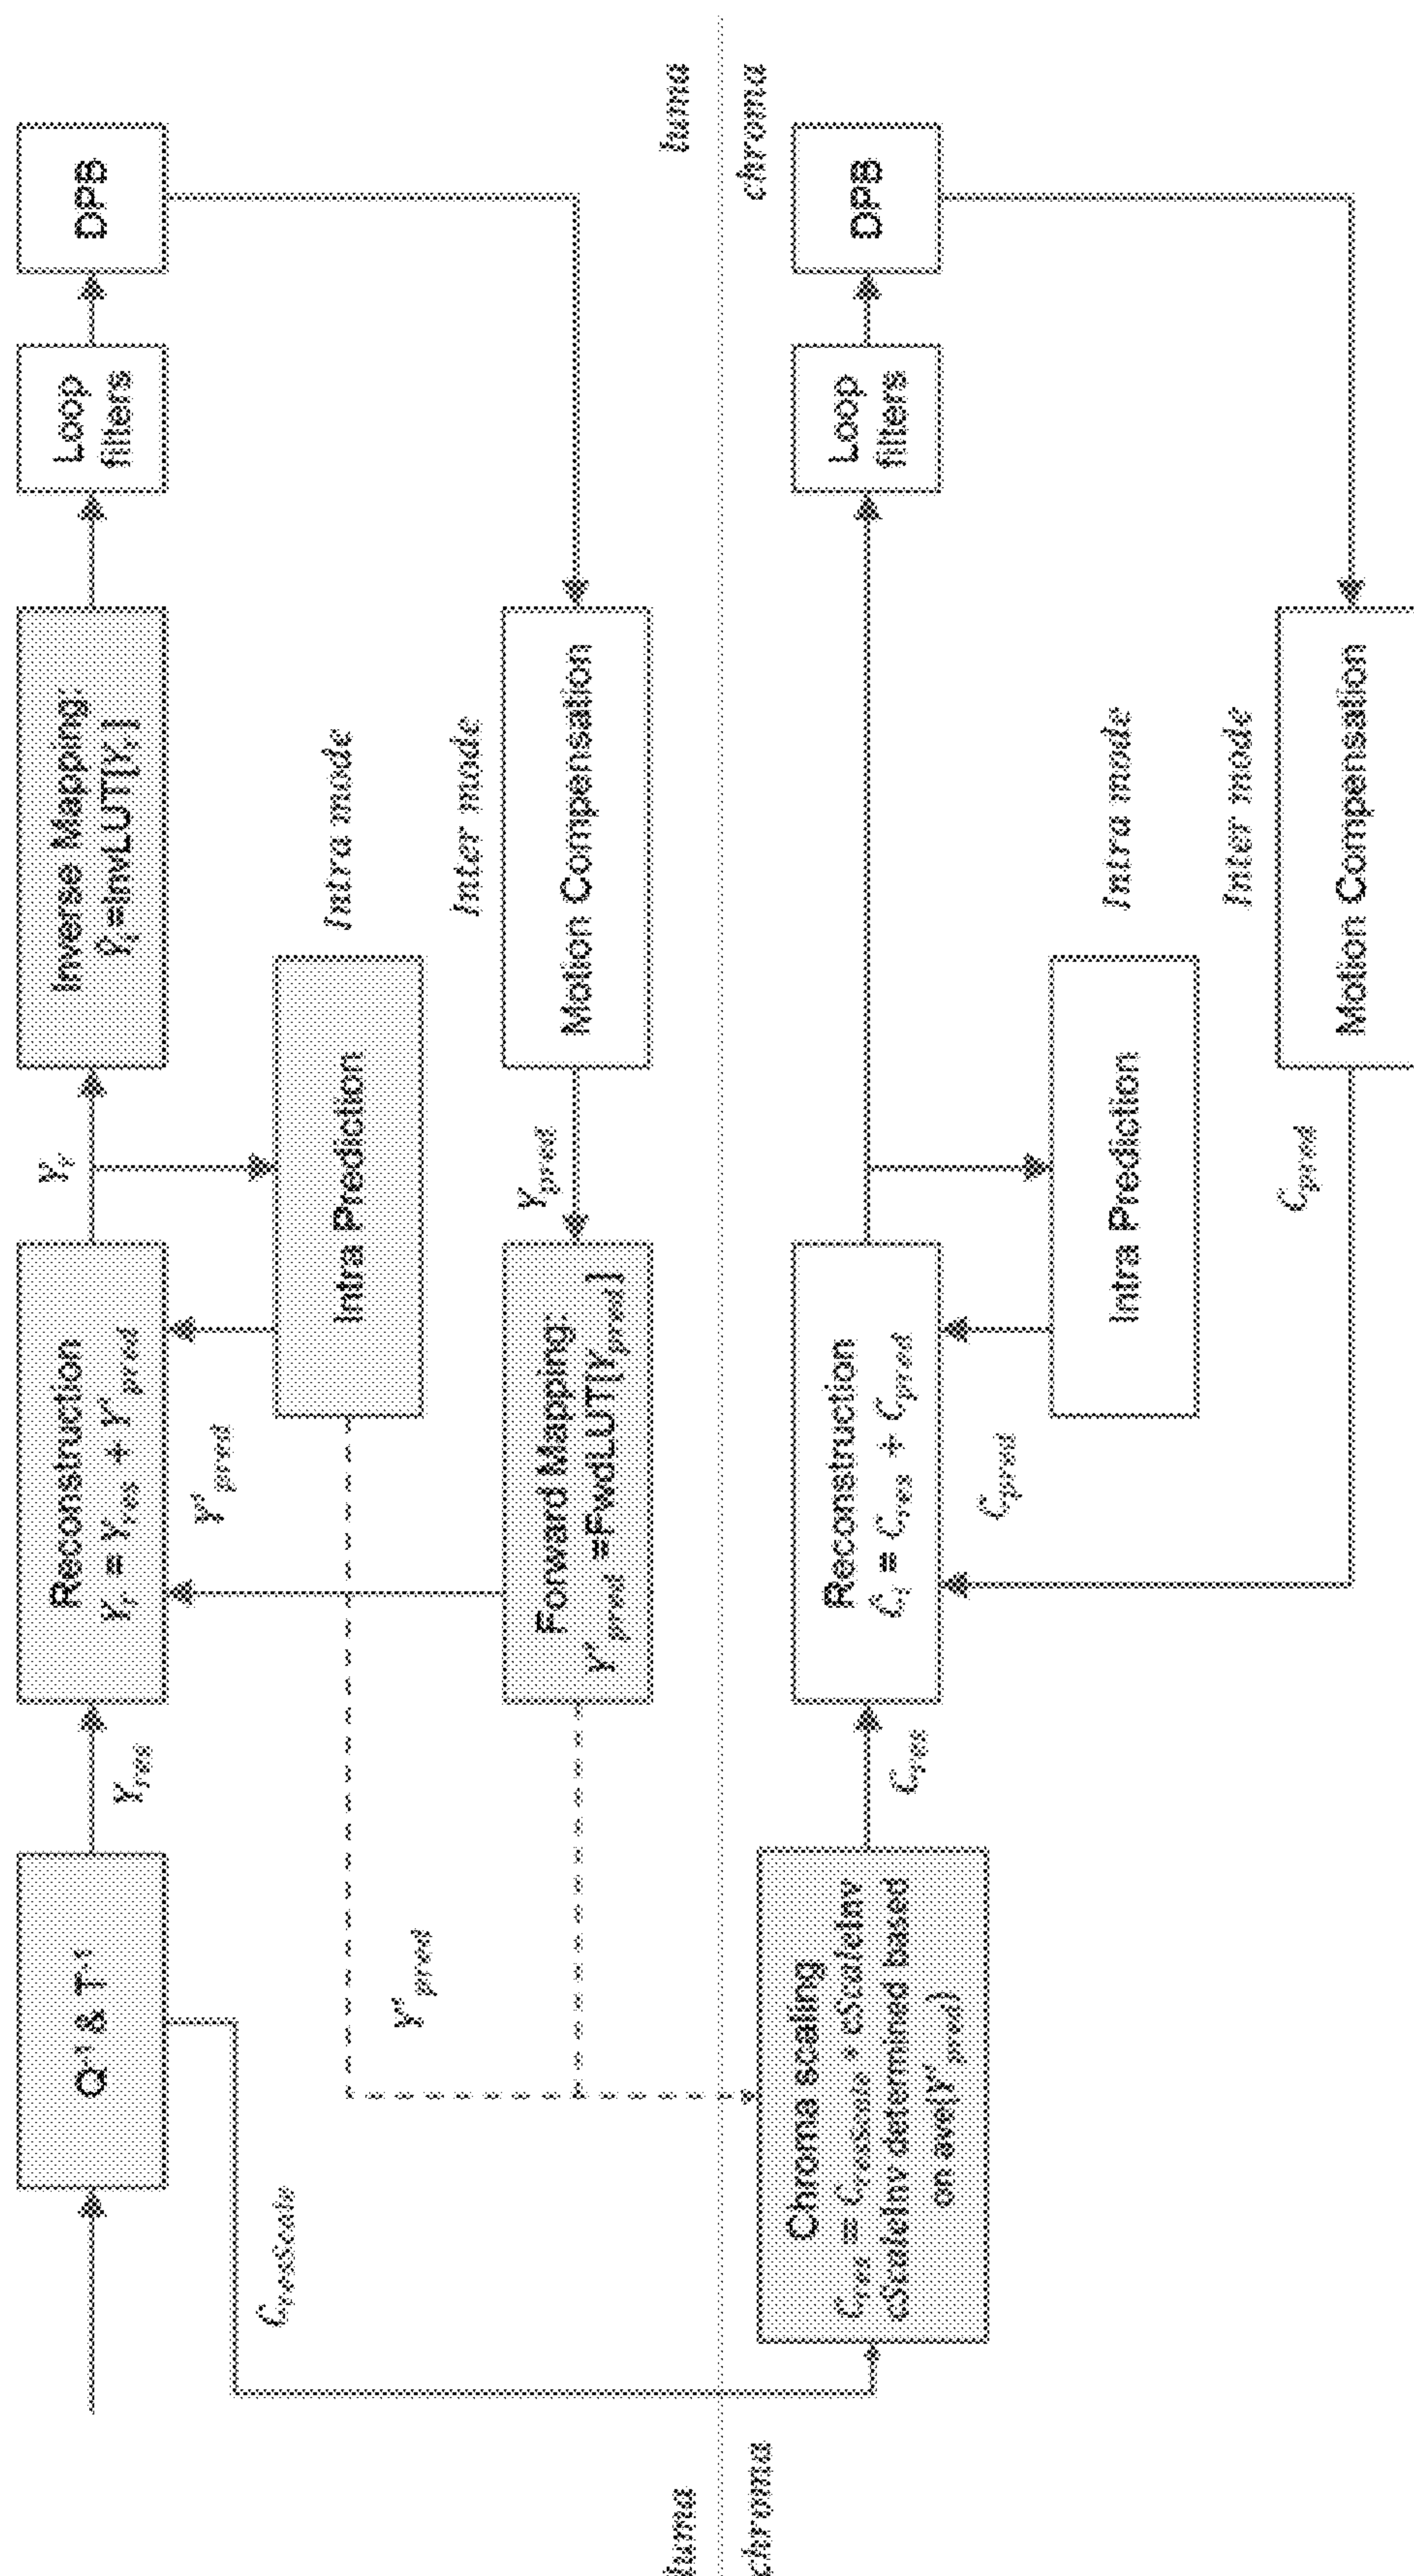 Q⁻¹ & T⁻¹
Y_res
Reconstruction
Y_r = Y_res + Y'_pred
Y_r
Inverse Mapping:
Ŷ_i=InvLUT[Y_r]
Loop
filters
DPB
Y'_pred
Intra Prediction
Intra mode
C_resScale
Y'_pred
Forward Mapping:
Y'_pred =FwdLUT[Y_pred]
Y_pred
Motion Compensation
Inter mode
luma
luma
chroma
chroma
Chroma scaling
C_res = C_resScale * cScaleInv
cScaleInv determined based
on ave(Y'_pred)
C_res
Reconstruction
Ĉ_i = C_res + C_pred
Loop
filters
DPB
C_pred
Intra Prediction
Intra mode
C_pred
Motion Compensation
Inter mode